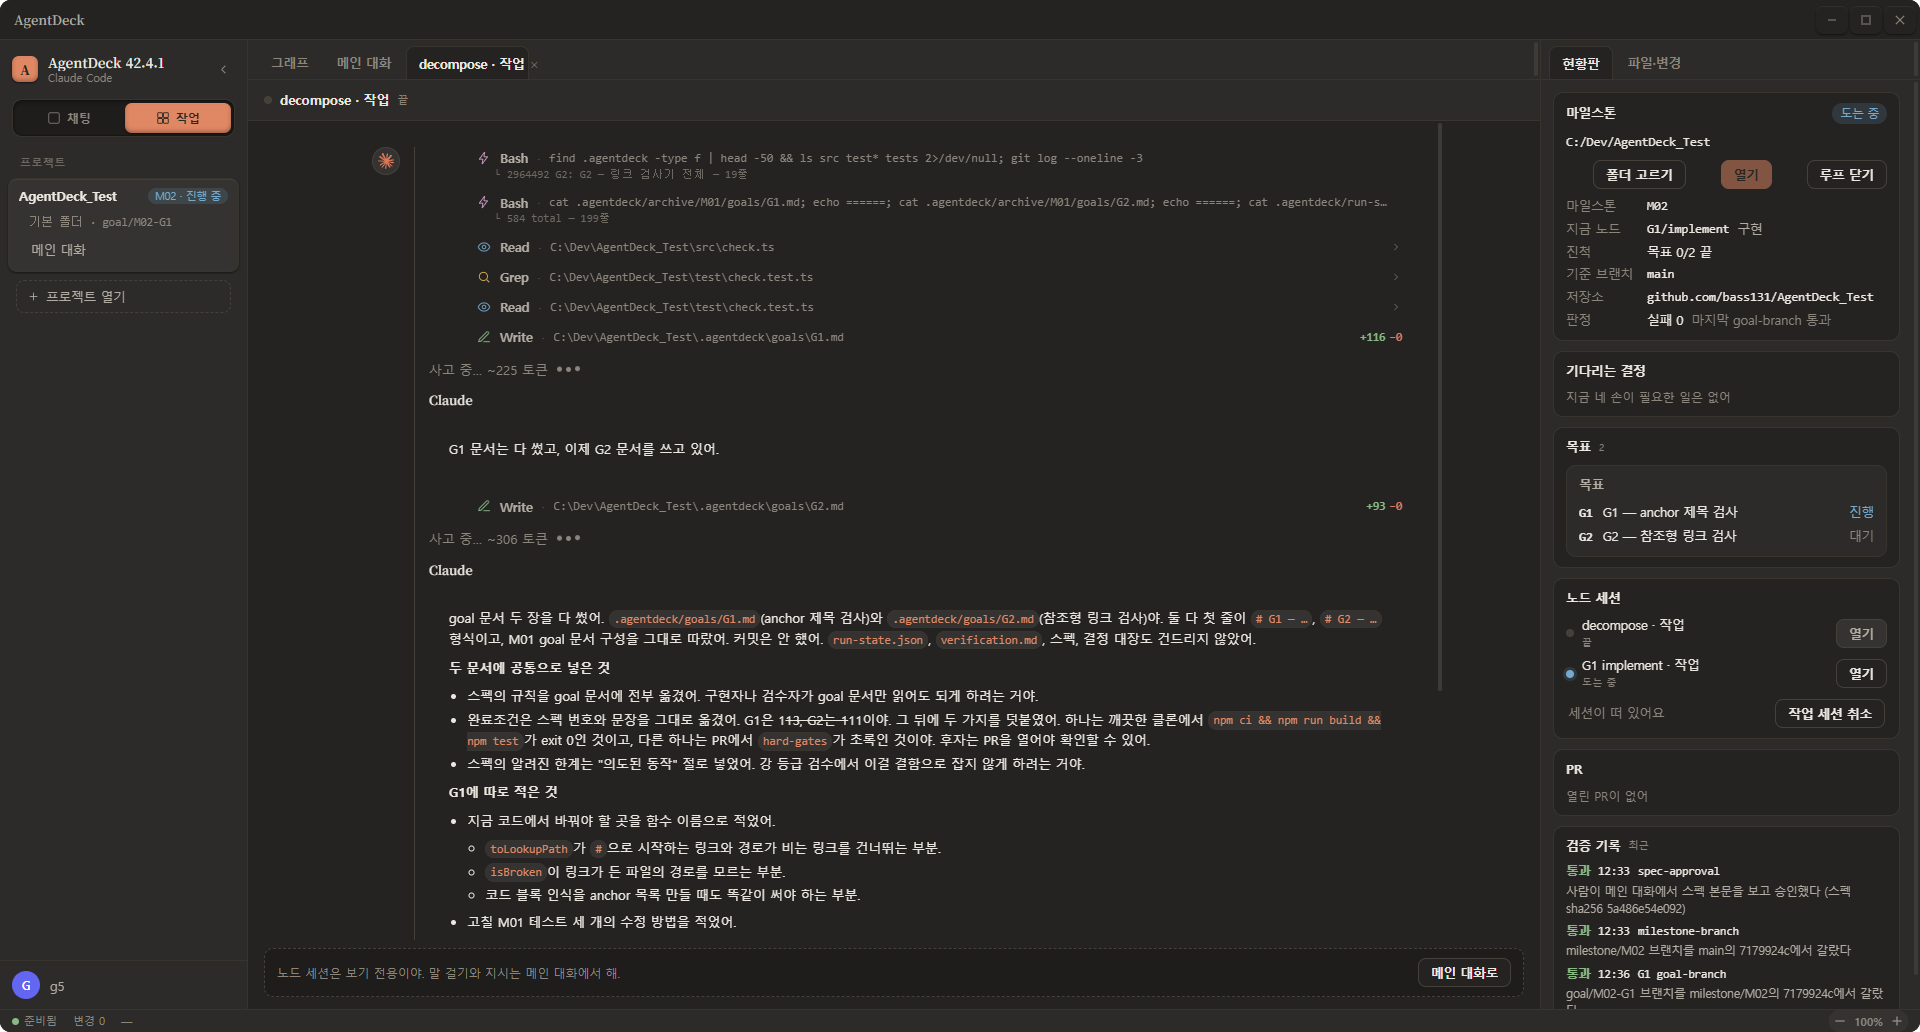 AgentDeck
A
AgentDeck 42.4.1
Claude Code
채팅
작업
프로젝트
AgentDeck_Test
M02 · 진행 중
기본 폴더 · goal/M02-G1
메인 대화
+ 프로젝트 열기
G
g5
준비됨 변경 0 —
그래프
메인 대화
decompose · 작업
decompose · 작업 끝
Bash · find .agentdeck -type f | head -50 && ls src test* tests 2>/dev/null; git log --oneline -3
└ 2964492 G2: G2 — 링크 검사기 전체 — 19줄
Bash · cat .agentdeck/archive/M01/goals/G1.md; echo ======; cat .agentdeck/archive/M01/goals/G2.md; echo ======; cat .agentdeck/run-s…
└ 584 total — 199줄
Read · C:\Dev\AgentDeck_Test\src\check.ts
Grep · C:\Dev\AgentDeck_Test\test\check.test.ts
Read · C:\Dev\AgentDeck_Test\test\check.test.ts
Write · C:\Dev\AgentDeck_Test\.agentdeck\goals\G1.md +116 −0
사고 중... ~225 토큰
Claude
G1 문서는 다 썼고, 이제 G2 문서를 쓰고 있어.
Write · C:\Dev\AgentDeck_Test\.agentdeck\goals\G2.md +93 −0
사고 중... ~306 토큰
Claude
goal 문서 두 장을 다 썼어. .agentdeck/goals/G1.md (anchor 제목 검사)와 .agentdeck/goals/G2.md (참조형 링크 검사)야. 둘 다 첫 줄이 # G1 — …, # G2 — …
형식이고, M01 goal 문서 구성을 그대로 따랐어. 커밋은 안 했어. run-state.json, verification.md, 스펙, 결정 대장도 건드리지 않았어.
두 문서에 공통으로 넣은 것
• 스펙의 규칙을 goal 문서에 전부 옮겼어. 구현자나 검수자가 goal 문서만 읽어도 되게 하려는 거야.
• 완료조건은 스펙 번호와 문장을 그대로 옮겼어. G1은 113, G2는 111이야. 그 뒤에 두 가지를 덧붙였어. 하나는 깨끗한 클론에서 npm ci && npm run build &&
npm test 가 exit 0인 것이고, 다른 하나는 PR에서 hard-gates 가 초록인 것이야. 후자는 PR을 열어야 확인할 수 있어.
• 스펙의 알려진 한계는 "의도된 동작" 절로 넣었어. 강 등급 검수에서 이걸 결함으로 잡지 않게 하려는 거야.
G1에 따로 적은 것
• 지금 코드에서 바꿔야 할 곳을 함수 이름으로 적었어.
◦ toLookupPath 가 # 으로 시작하는 링크와 경로가 비는 링크를 건너뛰는 부분.
◦ isBroken 이 링크가 든 파일의 경로를 모르는 부분.
◦ 코드 블록 인식을 anchor 목록 만들 때도 똑같이 써야 하는 부분.
• 고칠 M01 테스트 세 개의 수정 방법을 적었어.
노드 세션은 보기 전용이야. 말 걸기와 지시는 메인 대화에서 해.
메인 대화로
현황판
파일·변경
마일스톤
도는 중
C:/Dev/AgentDeck_Test
폴더 고르기
열기
루프 닫기
마일스톤 M02
지금 노드 G1/implement 구현
진척 목표 0/2 끝
기준 브랜치 main
저장소 github.com/bass131/AgentDeck_Test
판정 실패 0 마지막 goal-branch 통과
기다리는 결정
지금 네 손이 필요한 일은 없어
목표 2
목표
G1 G1 — anchor 제목 검사 진행
G2 G2 — 참조형 링크 검사 대기
노드 세션
decompose · 작업
끝
열기
G1 implement · 작업
도는 중
열기
세션이 떠 있어요
작업 세션 취소
PR
열린 PR이 없어
검증 기록 최근
통과 12:33 spec-approval
사람이 메인 대화에서 스펙 본문을 보고 승인했다 (스펙
sha256 5a486e54e092)
통과 12:33 milestone-branch
milestone/M02 브랜치를 main의 7179924c에서 갈랐다
통과 12:36 G1 goal-branch
goal/M02-G1 브랜치를 milestone/M02의 7179924c에서 갈랐
다
− 100% +